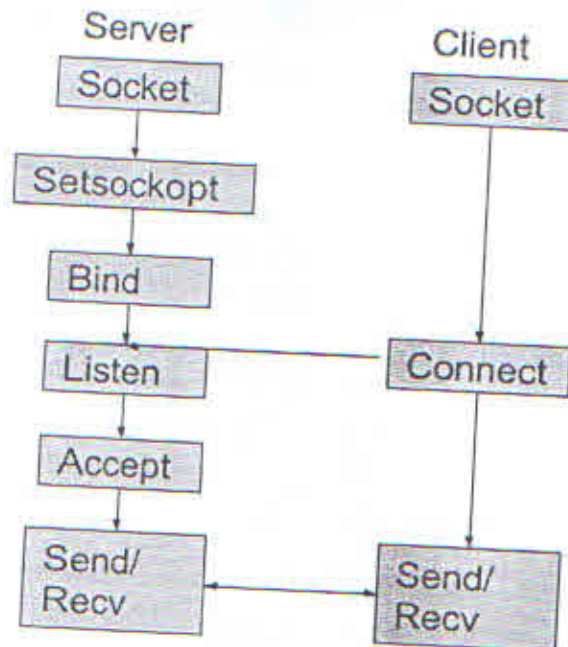 Server
Socket
Setsockopt
Bind
Listen
Accept
Send/
Recv
Client
Socket
Connect
Send/
Recv